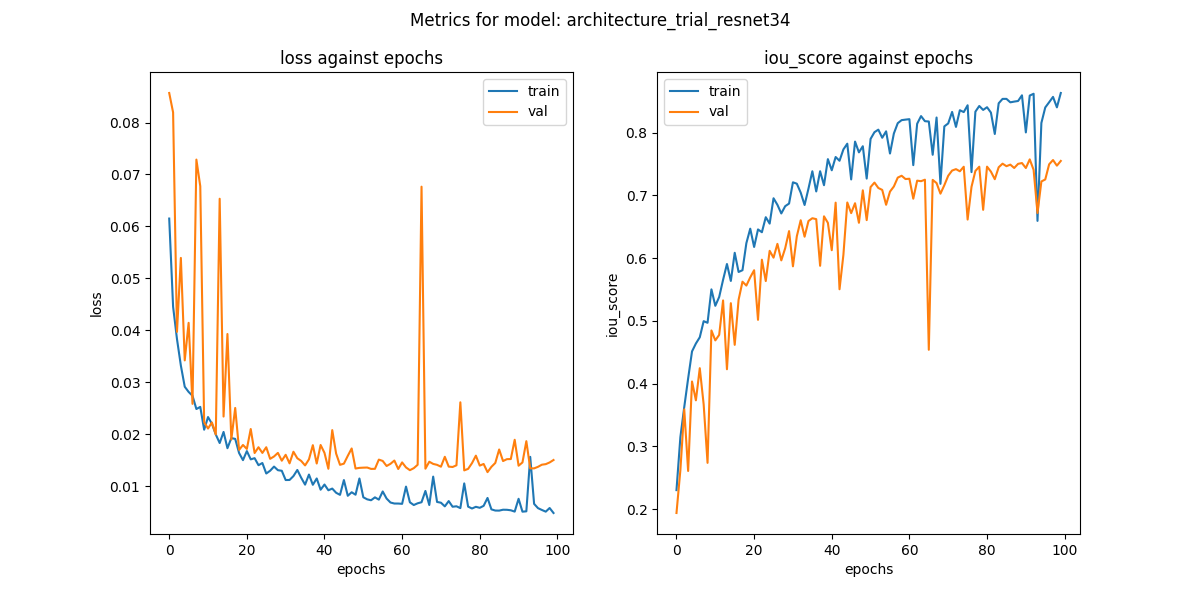 Metrics for model: architecture_trial_resnet34
loss against epochs
train
val
0.08
0.07
0.06
0.05
0.04
0.03
0.02
0.01
loss
0
20
40
60
80
100
epochs
iou_score against epochs
train
val
0.8
0.7
0.6
0.5
0.4
0.3
0.2
iou_score
0
20
40
60
80
100
epochs